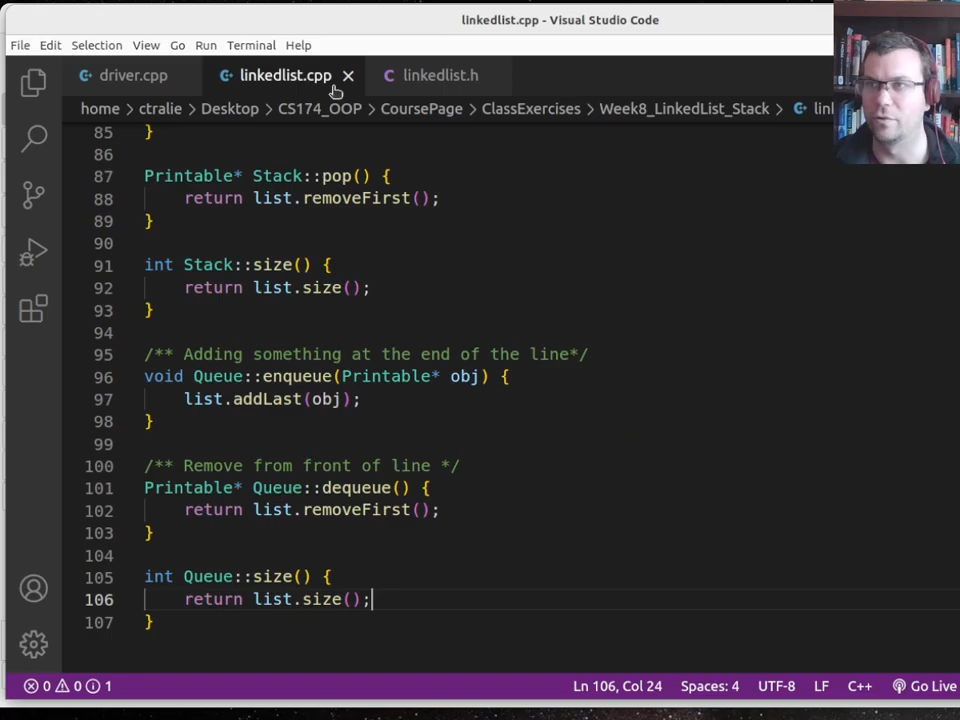 linkedlist.cpp - Visual Studio Code
File Edit Selection View Go Run Terminal Help
driver.cpp linkedlist.cpp linkedlist.h
home > ctralie > Desktop > CS174_OOP > CoursePage > ClassExercises > Week8_LinkedList_Stack >
85 }
86
87 Printable* Stack::pop() {
88 return list.removeFirst();
89 }
90
91 int Stack::size() {
92 return list.size();
93 }
94
95 /** Adding something at the end of the line*/
96 void Queue::enqueue(Printable* obj) {
97 list.addLast(obj);
98 }
99
100 /** Remove from front of line */
101 Printable* Queue::dequeue() {
102 return list.removeFirst();
103 }
104
105 int Queue::size() {
106 return list.size();
107 }
0 0 1 Ln 106, Col 24 Spaces: 4 UTF-8 LF C++ Go Live